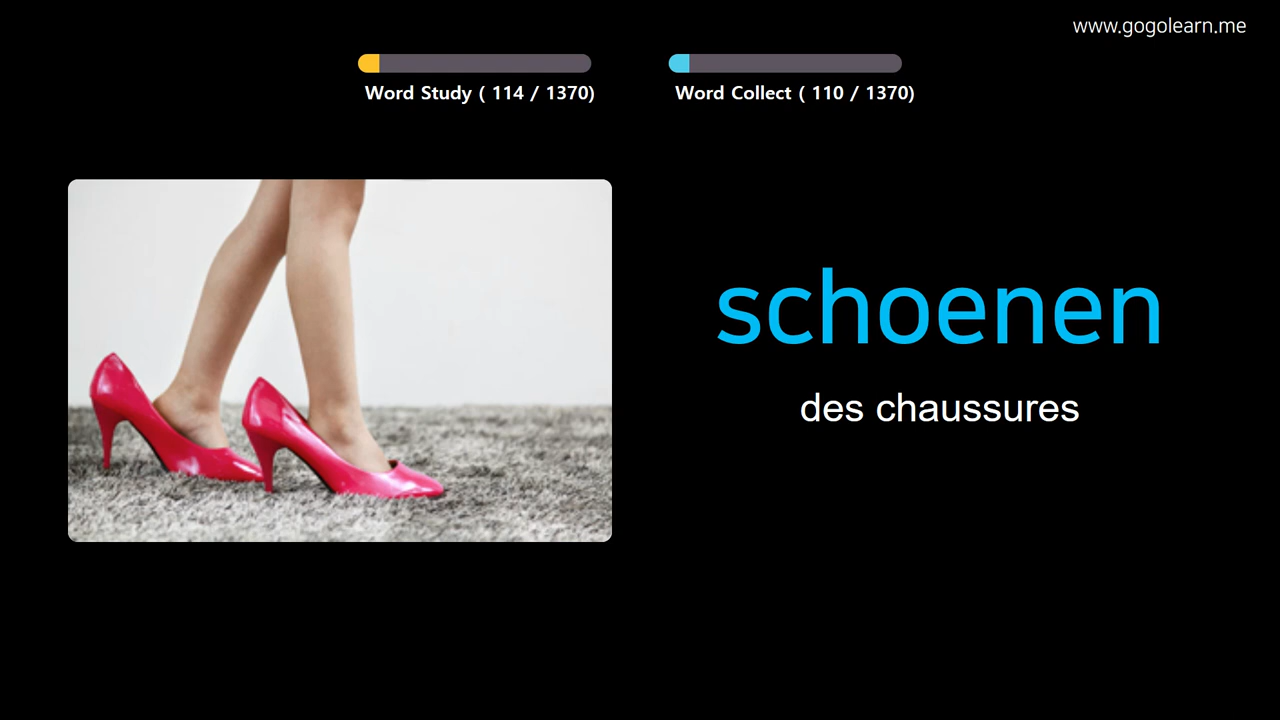 www.gogolearn.me
Word Study ( 114 / 1370)
Word Collect ( 110 / 1370)
schoenen
des chaussures